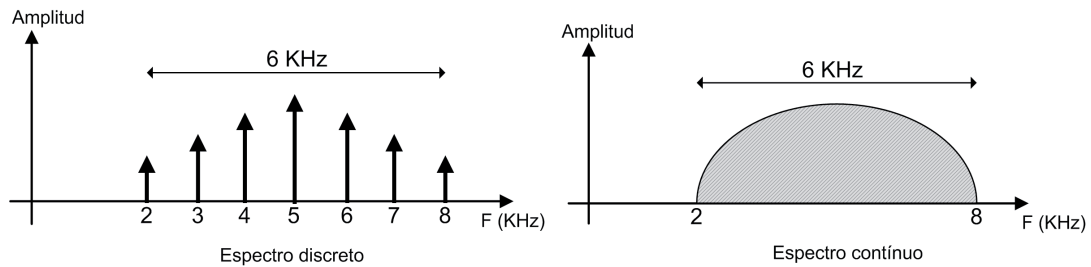 Amplitud
6 KHz
2 3 4 5 6 7 8
F (KHz)
Espectro discreto
Amplitud
6 KHz
2 8
F (KHz)
Espectro contínuo